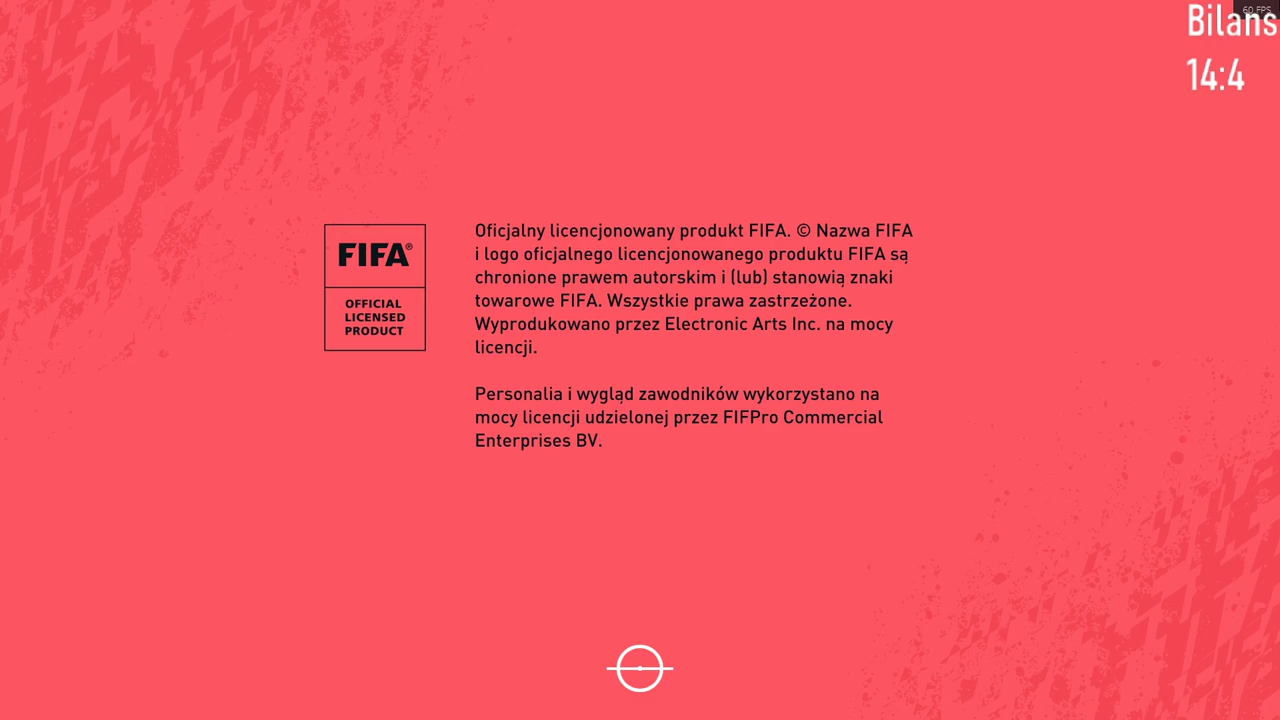 60 FPS
Bilans
14:4
FIFA®
OFFICIAL
LICENSED
PRODUCT
Oficjalny licencjonowany produkt FIFA. © Nazwa FIFA
i logo oficjalnego licencjonowanego produktu FIFA są
chronione prawem autorskim i (lub) stanowią znaki
towarowe FIFA. Wszystkie prawa zastrzeżone.
Wyprodukowano przez Electronic Arts Inc. na mocy
licencji.
Personalia i wygląd zawodników wykorzystano na
mocy licencji udzielonej przez FIFPro Commercial
Enterprises BV.